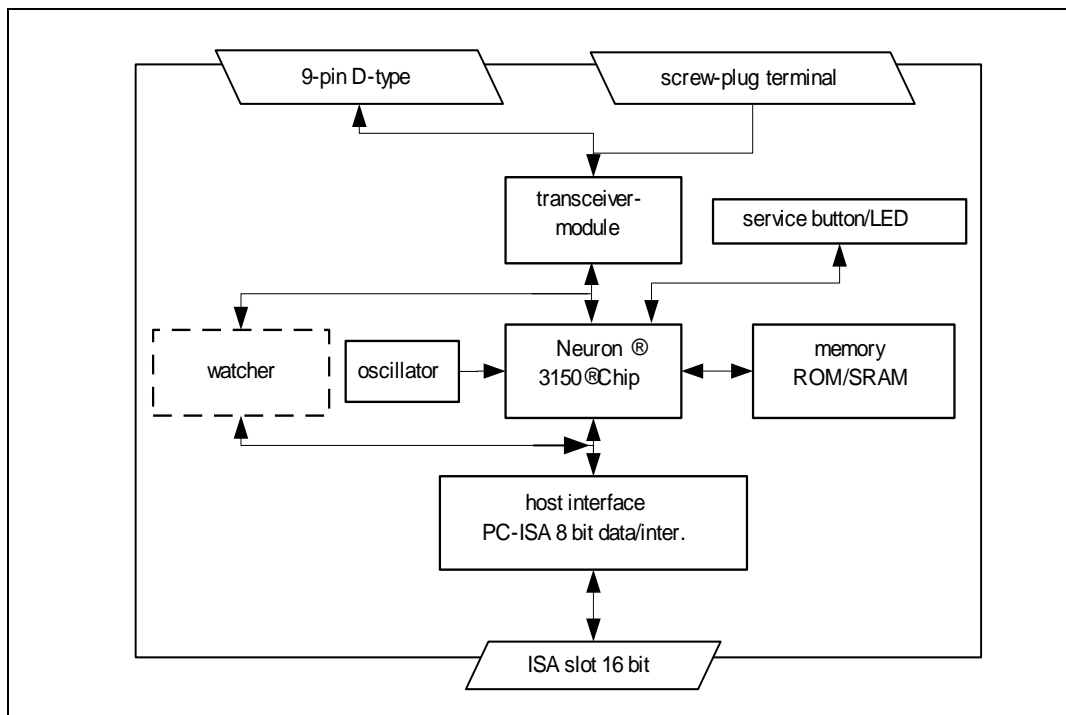 9-pin D-type
screw-plug terminal
transceiver-
module
service button/LED
watcher
oscillator
Neuron ®
3150®Chip
memory
ROM/SRAM
host interface
PC-ISA 8 bit data/inter.
ISA slot 16 bit